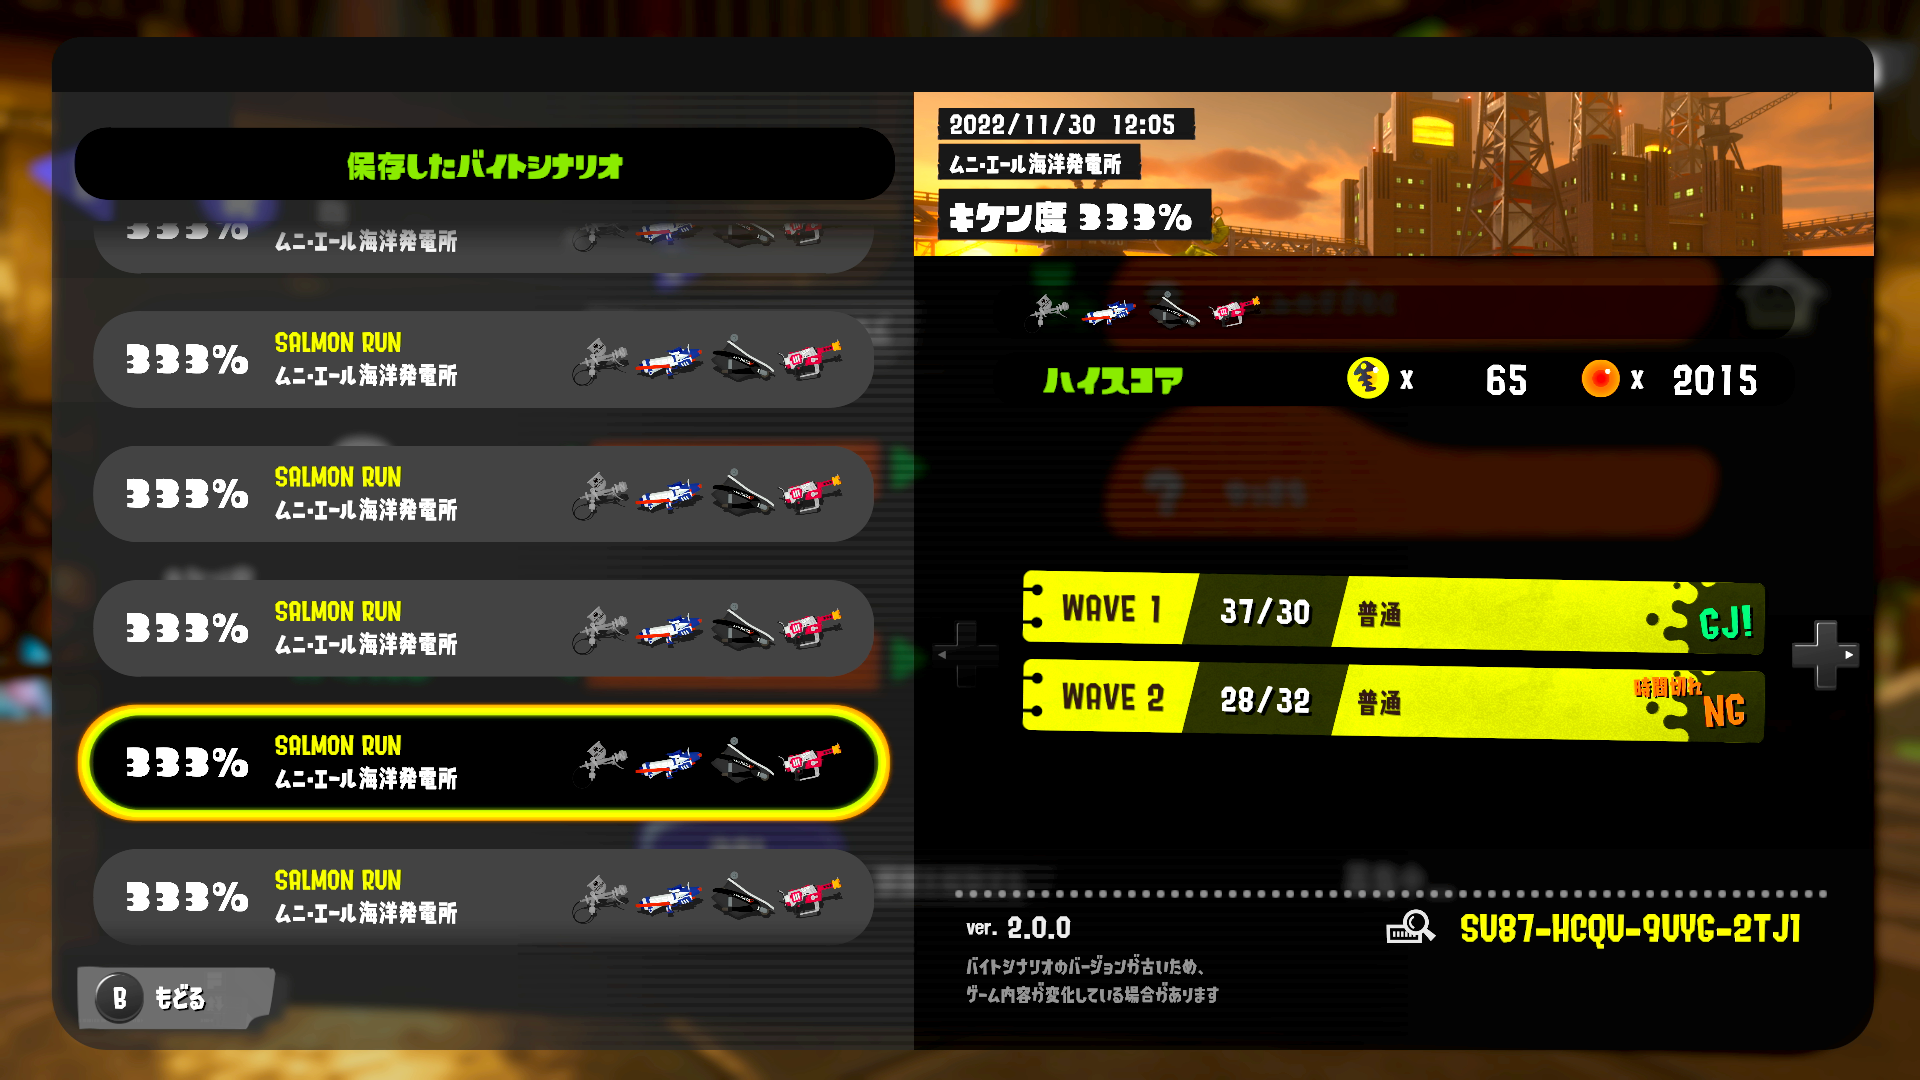 保存したバイトシナリオ
333%
ムニ・エール海洋発電所
333%
SALMON RUN
ムニ・エール海洋発電所
333%
SALMON RUN
ムニ・エール海洋発電所
333%
SALMON RUN
ムニ・エール海洋発電所
333%
SALMON RUN
ムニ・エール海洋発電所
333%
SALMON RUN
ムニ・エール海洋発電所
B もどる
2022/11/30 12:05
ムニ・エール海洋発電所
キケン度 333%
ハイスコア x 65 x 2015
WAVE 1 37/30 普通 GJ!
WAVE 2 28/32 普通 時間切れ NG
ver. 2.0.0
SV87-HCQV-9VYG-2TJ1
バイトシナリオのバージョンが古いため、
ゲーム内容が変化している場合があります